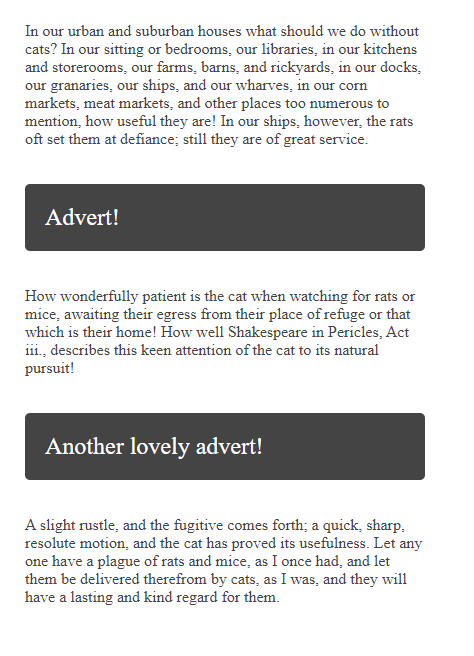 In our urban and suburban houses what should we do without
cats? In our sitting or bedrooms, our libraries, in our kitchens
and storerooms, our farms, barns, and rickyards, in our docks,
our granaries, our ships, and our wharves, in our corn
markets, meat markets, and other places too numerous to
mention, how useful they are! In our ships, however, the rats
oft set them at defiance; still they are of great service.
Advert!
How wonderfully patient is the cat when watching for rats or
mice, awaiting their egress from their place of refuge or that
which is their home! How well Shakespeare in Pericles, Act
iii., describes this keen attention of the cat to its natural
pursuit!
Another lovely advert!
A slight rustle, and the fugitive comes forth; a quick, sharp,
resolute motion, and the cat has proved its usefulness. Let any
one have a plague of rats and mice, as I once had, and let
them be delivered therefrom by cats, as I was, and they will
have a lasting and kind regard for them.